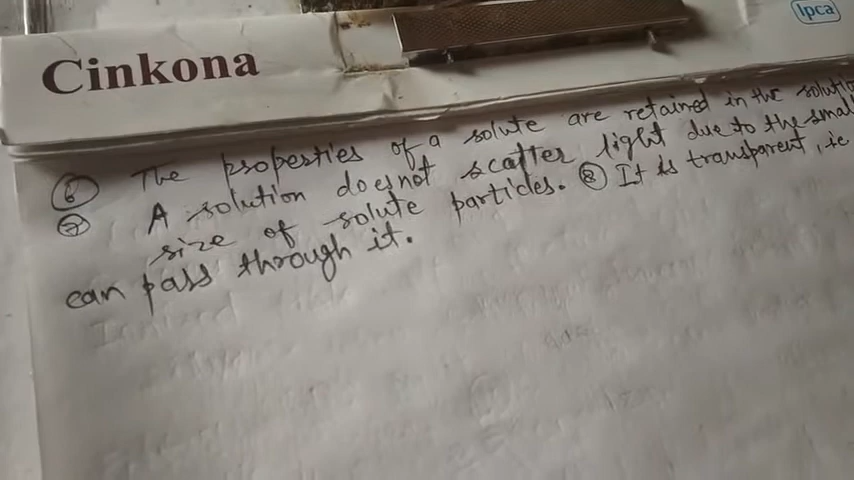 Ipca
Cinkona
⑥ The properties of a solute are retained in the solutio
⑦ A solution does not scatter light due to the small
size of solute particles. ⑧ It is transparent, ie
can pass through it.